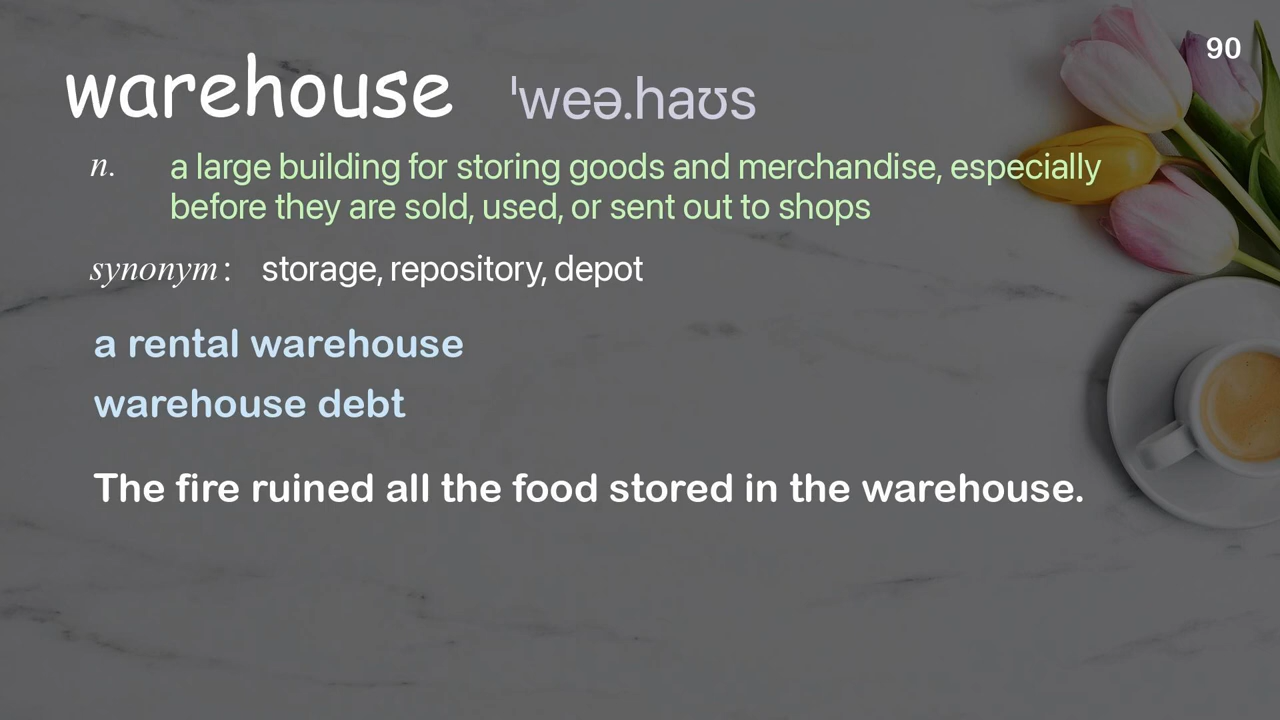 90
warehouse ˈweə.haʊs
n. a large building for storing goods and merchandise, especially
before they are sold, used, or sent out to shops
synonym: storage, repository, depot
a rental warehouse
warehouse debt
The fire ruined all the food stored in the warehouse.